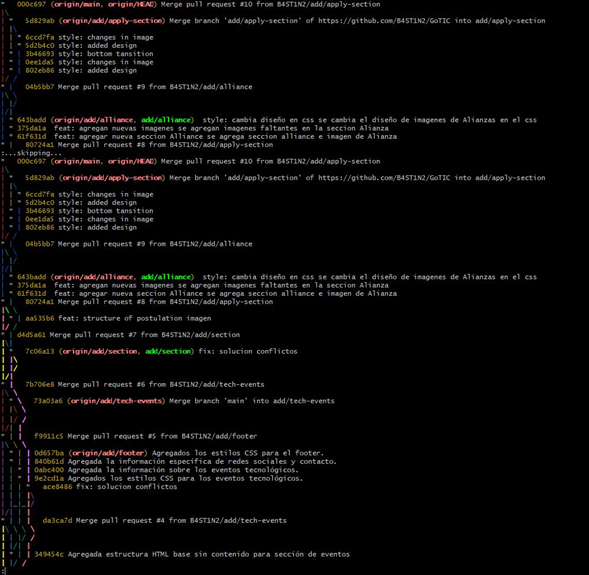 * 000c697 (origin/main, origin/HEAD) Merge pull request #10 from B4ST1N2/add/apply-section
|\
| * 5d829ab (origin/add/apply-section) Merge branch 'add/apply-section' of https://github.com/B4ST1N2/GoTIC into add/apply-section
| |\
| | * 6ccd7fa style: changes in image
| | * 5d2b4c0 style: added design
| * | 3b46693 style: bottom tansition
| * | 0ee1da5 style: changes in image
| * | 802eb86 style: added design
|/ /
* | 04b5bb7 Merge pull request #9 from B4ST1N2/add/alliance
|\ \
| |/
|/|
| * 643badd (origin/add/alliance, add/alliance) style: cambia diseño en css se cambia el diseño de imagenes de Alianzas en el css
| * 375da1a feat: agregan nuevas imagenes se agregan imagenes faltantes en la seccion Alianza
| * 61f631d feat: agregar nueva seccion Alliance se agrega seccion alliance e imagen de Alianza
* | 80724a1 Merge pull request #8 from B4ST1N2/add/apply-section
:...skipping...
* 000c697 (origin/main, origin/HEAD) Merge pull request #10 from B4ST1N2/add/apply-section
|\
| * 5d829ab (origin/add/apply-section) Merge branch 'add/apply-section' of https://github.com/B4ST1N2/GoTIC into add/apply-section
| |\
| | * 6ccd7fa style: changes in image
| | * 5d2b4c0 style: added design
| * | 3b46693 style: bottom tansition
| * | 0ee1da5 style: changes in image
| * | 802eb86 style: added design
|/ /
* | 04b5bb7 Merge pull request #9 from B4ST1N2/add/alliance
|\ \
| |/
|/|
| * 643badd (origin/add/alliance, add/alliance) style: cambia diseño en css se cambia el diseño de imagenes de Alianzas en el css
| * 375da1a feat: agregan nuevas imagenes se agregan imagenes faltantes en la seccion Alianza
| * 61f631d feat: agregar nueva seccion Alliance se agrega seccion alliance e imagen de Alianza
* | 80724a1 Merge pull request #8 from B4ST1N2/add/apply-section
|\ \
| * | aa535b6 feat: structure of postulation imagen
|/ /
* | d4d5a61 Merge pull request #7 from B4ST1N2/add/section
|\|
| * 7c06a13 (origin/add/section, add/section) fix: solucion conflictos
| |\
| |/
|/|
* | 7b706e8 Merge pull request #6 from B4ST1N2/add/tech-events
|\ \
| * \ 73a03a6 (origin/add/tech-events) Merge branch 'main' into add/tech-events
| |\ \
| |/ /
|/| |
* | | f9911c5 Merge pull request #5 from B4ST1N2/add/footer
|\ \ \
| * | | 0d657ba (origin/add/footer) Agregados los estilos CSS para el footer.
| * | | 840b61d Agregada la información específica de redes sociales y contacto.
| | * | 0abc400 Agregada la información sobre los eventos tecnológicos.
| | * | 9e2cd1a Agregados los estilos CSS para los eventos tecnológicos.
| | | * ace8486 fix: solucion conflictos
| | | |\
| |_|_|/
|/| | |
* | | | da3ca7d Merge pull request #4 from B4ST1N2/add/tech-events
|\ \ \ \
| | |/ /
| |/| |
| * | | 349454c Agregada estructura HTML base sin contenido para sección de eventos
| |/ /
: